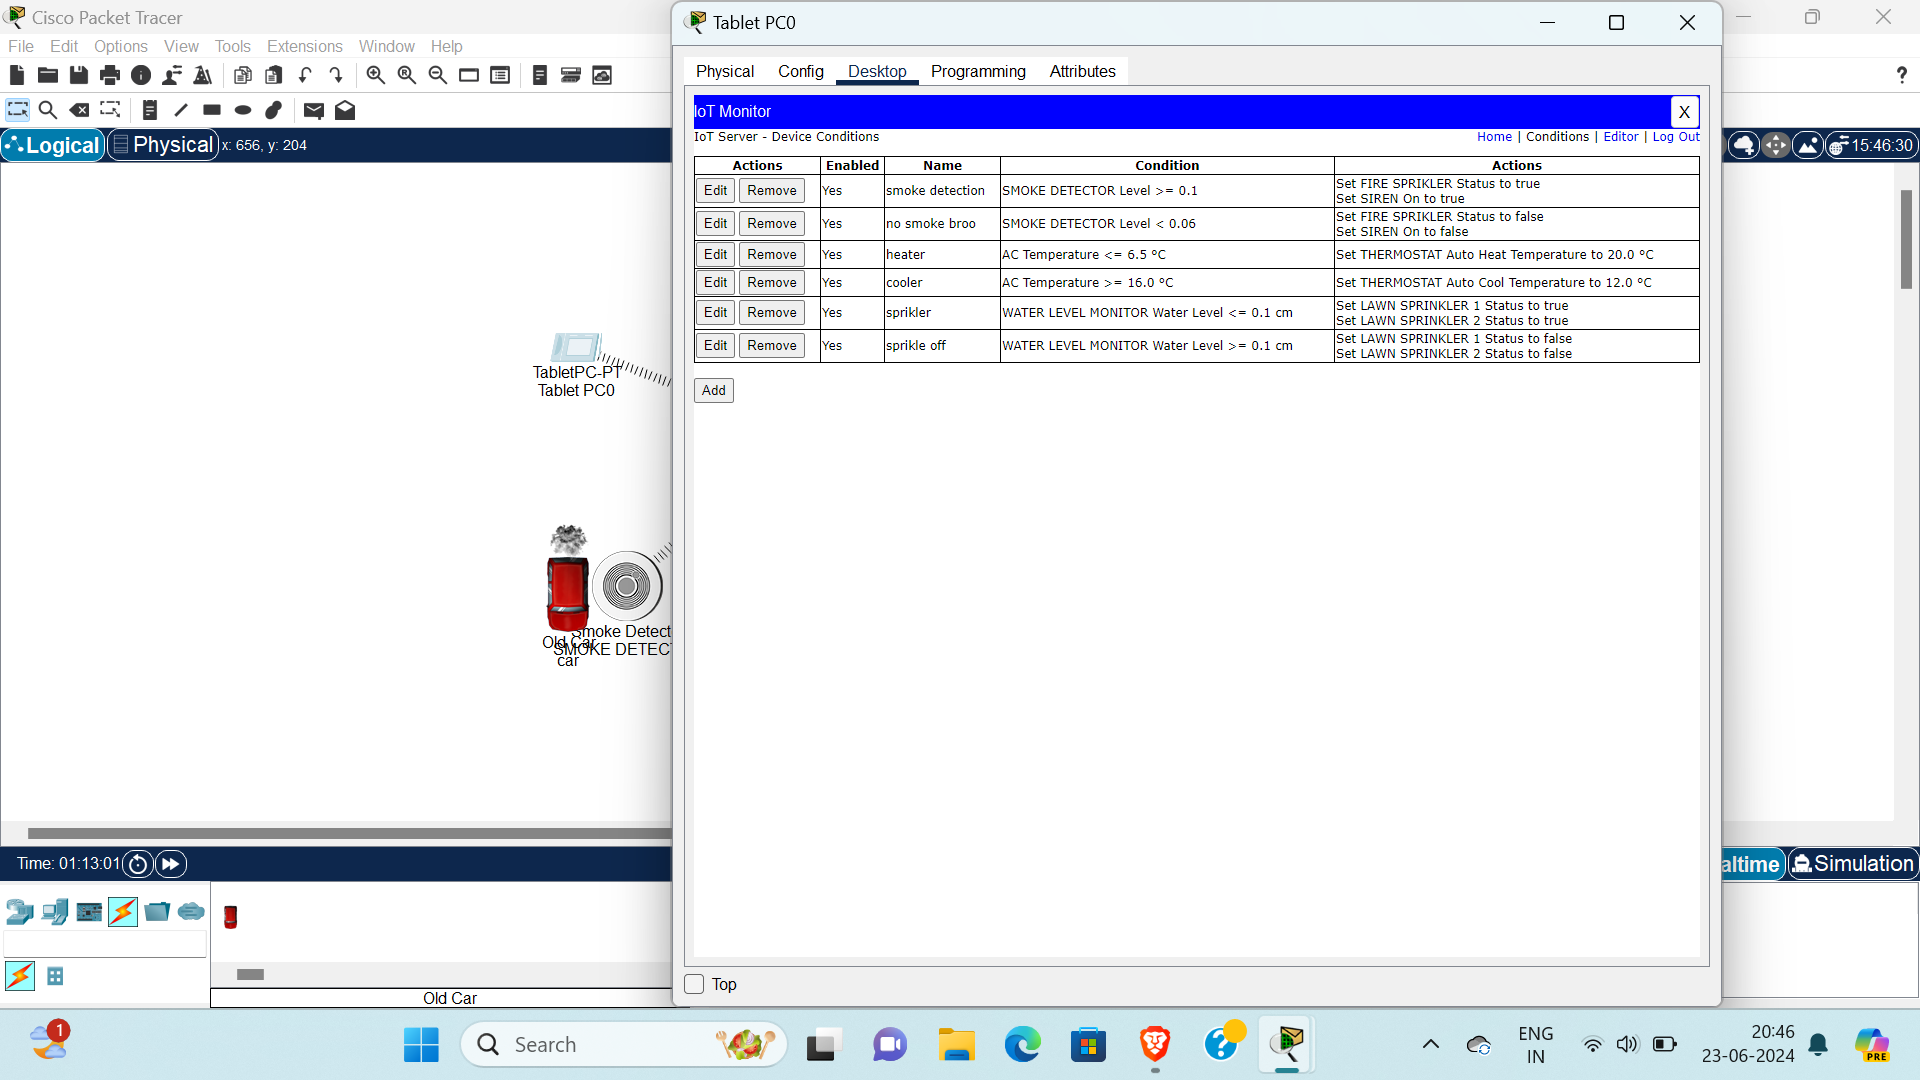 Cisco Packet Tracer
File Edit Options View Tools Extensions Window Help
Logical Physical x: 656, y: 204
15:46:30
?
TabletPC-PT
Tablet PC0
Smoke Detect
Old Car
SMOKE DETEC
car
Time: 01:13:01
altime Simulation
Old Car
Tablet PC0
Physical Config Desktop Programming Attributes
IoT Monitor X
IoT Server - Device Conditions Home | Conditions | Editor | Log Out
Actions Enabled Name Condition Actions
Edit Remove Yes smoke detection SMOKE DETECTOR Level >= 0.1 Set FIRE SPRIKLER Status to true
Set SIREN On to true
Edit Remove Yes no smoke broo SMOKE DETECTOR Level < 0.06 Set FIRE SPRIKLER Status to false
Set SIREN On to false
Edit Remove Yes heater AC Temperature <= 6.5 °C Set THERMOSTAT Auto Heat Temperature to 20.0 °C
Edit Remove Yes cooler AC Temperature >= 16.0 °C Set THERMOSTAT Auto Cool Temperature to 12.0 °C
Edit Remove Yes sprikler WATER LEVEL MONITOR Water Level <= 0.1 cm Set LAWN SPRINKLER 1 Status to true
Set LAWN SPRINKLER 2 Status to true
Edit Remove Yes sprikle off WATER LEVEL MONITOR Water Level >= 0.1 cm Set LAWN SPRINKLER 1 Status to false
Set LAWN SPRINKLER 2 Status to false
Add
Top
1
Search
ENG
IN
20:46
23-06-2024
PRE